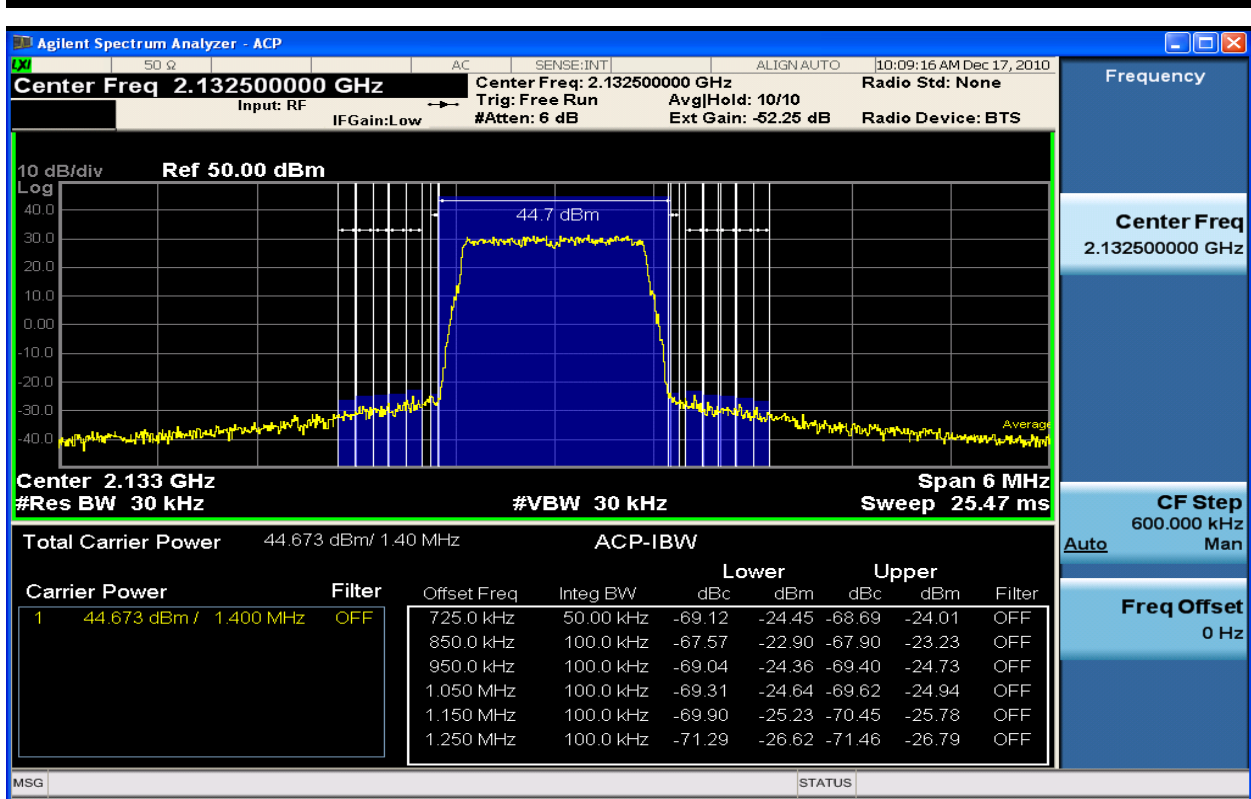 Agilent Spectrum Analyzer - ACP
LXI 50 Ω AC SENSE:INT ALIGN AUTO 10:09:16 AM Dec 17, 2010
Center Freq 2.132500000 GHz
Input: RF
IFGain:Low
Center Freq: 2.132500000 GHz
Trig: Free Run Avg|Hold: 10/10
#Atten: 6 dB Ext Gain: -52.25 dB
Radio Std: None
Radio Device: BTS
10 dB/div Ref 50.00 dBm
Log
40.0
30.0
20.0
10.0
0.00
-10.0
-20.0
-30.0
-40.0
44.7 dBm
Average
Center 2.133 GHz Span 6 MHz
#Res BW 30 kHz #VBW 30 kHz Sweep 25.47 ms
Total Carrier Power 44.673 dBm/ 1.40 MHz ACP-IBW
Lower Upper
Carrier Power Filter
1 44.673 dBm / 1.400 MHz OFF
Offset Freq Integ BW dBc dBm dBc dBm Filter
725.0 kHz 50.00 kHz -69.12 -24.45 -68.69 -24.01 OFF
850.0 kHz 100.0 kHz -67.57 -22.90 -67.90 -23.23 OFF
950.0 kHz 100.0 kHz -69.04 -24.36 -69.40 -24.73 OFF
1.050 MHz 100.0 kHz -69.31 -24.64 -69.62 -24.94 OFF
1.150 MHz 100.0 kHz -69.90 -25.23 -70.45 -25.78 OFF
1.250 MHz 100.0 kHz -71.29 -26.62 -71.46 -26.79 OFF
Frequency
Center Freq
2.132500000 GHz
CF Step
600.000 kHz
Auto Man
Freq Offset
0 Hz
MSG STATUS